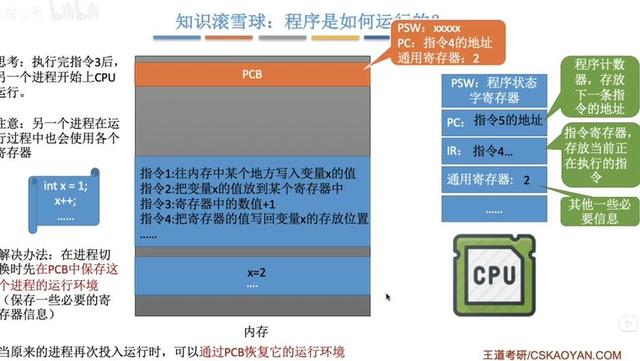 知识滚雪球：程序是如何运行的？
PSW：xxxxx
PC：指令4的地址
通用寄存器：2
思考：执行完指令3后，
另一个进程开始上CPU
运行。
注意：另一个进程在运
行过程中也会使用各个
寄存器
int x = 1;
x++;
......
解决办法：在进程切
换时先在PCB中保存这
个进程的运行环境
（保存一些必要的寄
存器信息）
PCB
指令1:往内存中某个地方写入变量x的值
指令2:把变量x的值放到某个寄存器中
指令3:寄存器中的数值+1
指令4:把寄存器的值写回变量x的存放位置
......
x=2
....
内存
PSW：程序状态
字寄存器
PC：指令5的地址
IR：指令4...
通用寄存器：2
......
程序计数
器，存放
下一条指
令的地址
指令寄存器，
存放当前正
在执行的指
令
其他一些必
要信息
CPU
当原来的进程再次投入运行时，可以通过PCB恢复它的运行环境
王道考研/CSKAOYAN.COM